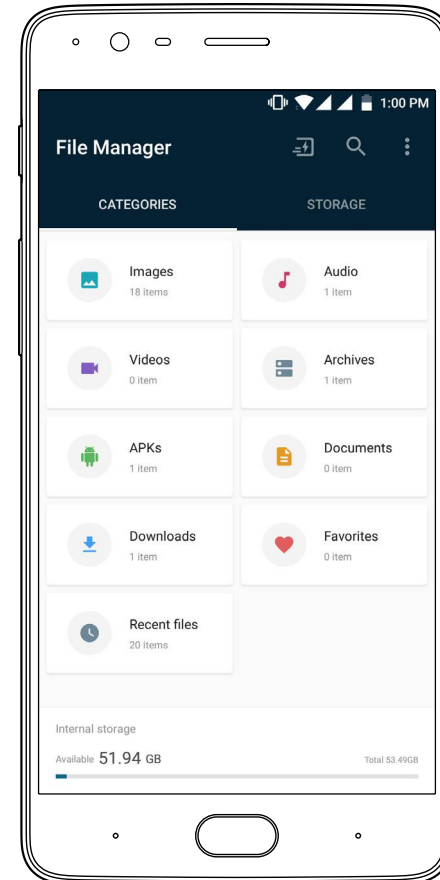 1:00 PM
File Manager
CATEGORIES STORAGE
Images
18 items
Audio
1 item
Videos
0 item
Archives
1 item
APKs
1 item
Documents
0 item
Downloads
1 item
Favorites
0 item
Recent files
20 items
Internal storage
Available 51.94 GB Total 53.49GB